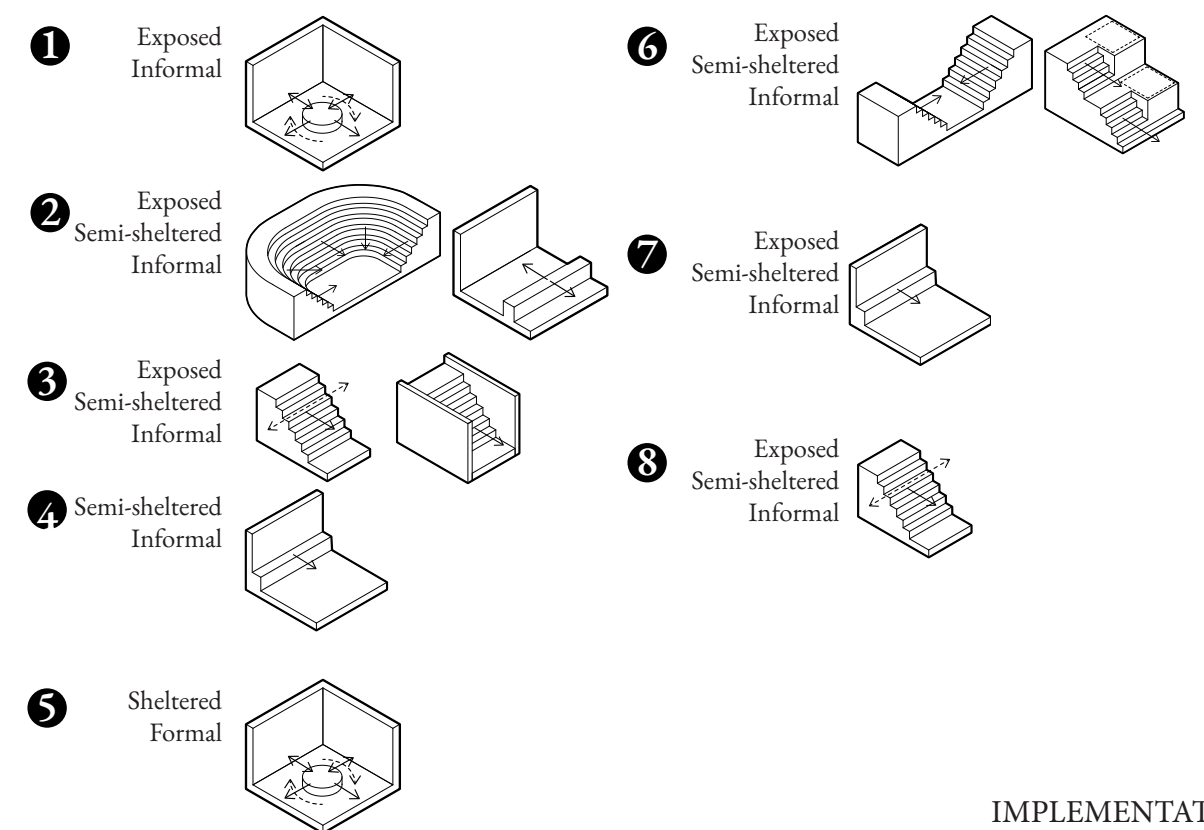 1
Exposed
Informal
2
Exposed
Semi-sheltered
Informal
3
Exposed
Semi-sheltered
Informal
4
Semi-sheltered
Informal
5
Sheltered
Formal
6
Exposed
Semi-sheltered
Informal
7
Exposed
Semi-sheltered
Informal
8
Exposed
Semi-sheltered
Informal
IMPLEMENTAT